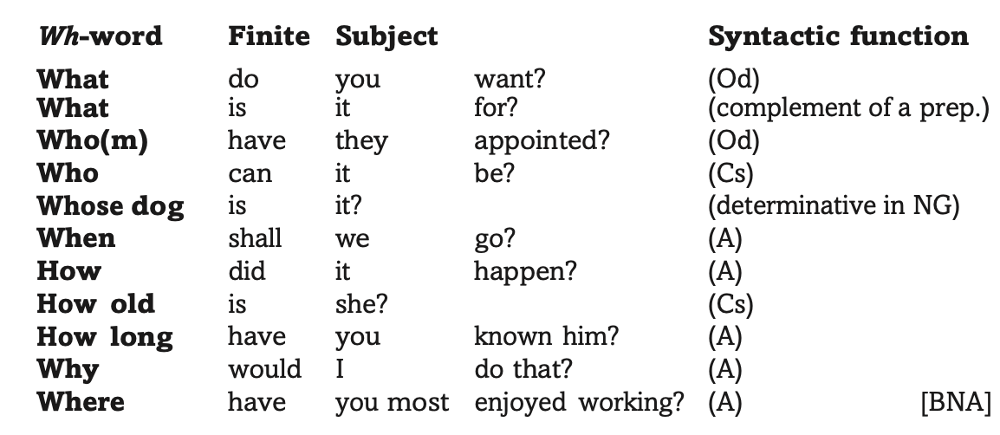 Wh-word Finite Subject Syntactic function
What do you want? (Od)
What is it for? (complement of a prep.)
Who(m) have they appointed? (Od)
Who can it be? (Cs)
Whose dog is it? (determinative in NG)
When shall we go? (A)
How did it happen? (A)
How old is she? (Cs)
How long have you known him? (A)
Why would I do that? (A)
Where have you most enjoyed working? (A) [BNA]